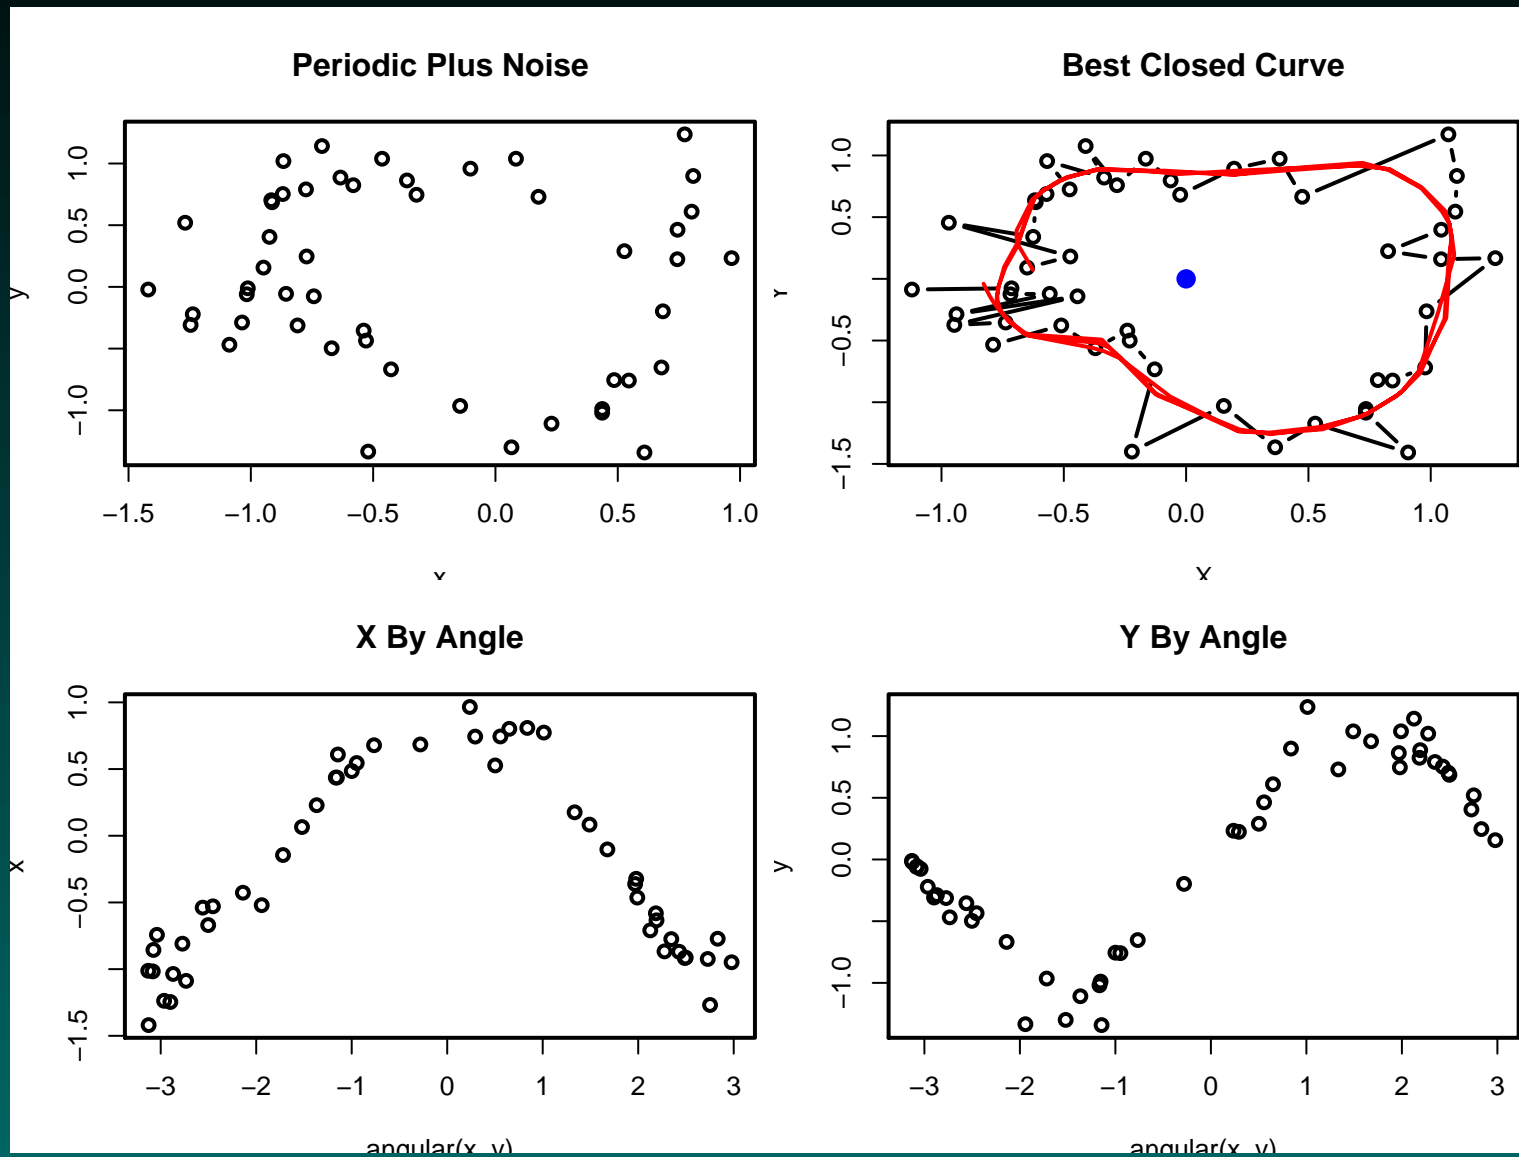 Periodic Plus Noise
y
1.0
0.5
0.0
−1.0
−1.5 −1.0 −0.5 0.0 0.5 1.0
x
Best Closed Curve
Y
1.0
0.5
−0.5
−1.5
−1.0 −0.5 0.0 0.5 1.0
X
X By Angle
x
1.0
0.5
0.0
−0.5
−1.5
−3 −2 −1 0 1 2 3
angular(x, y)
Y By Angle
y
1.0
0.5
0.0
−1.0
−3 −2 −1 0 1 2 3
angular(x, y)